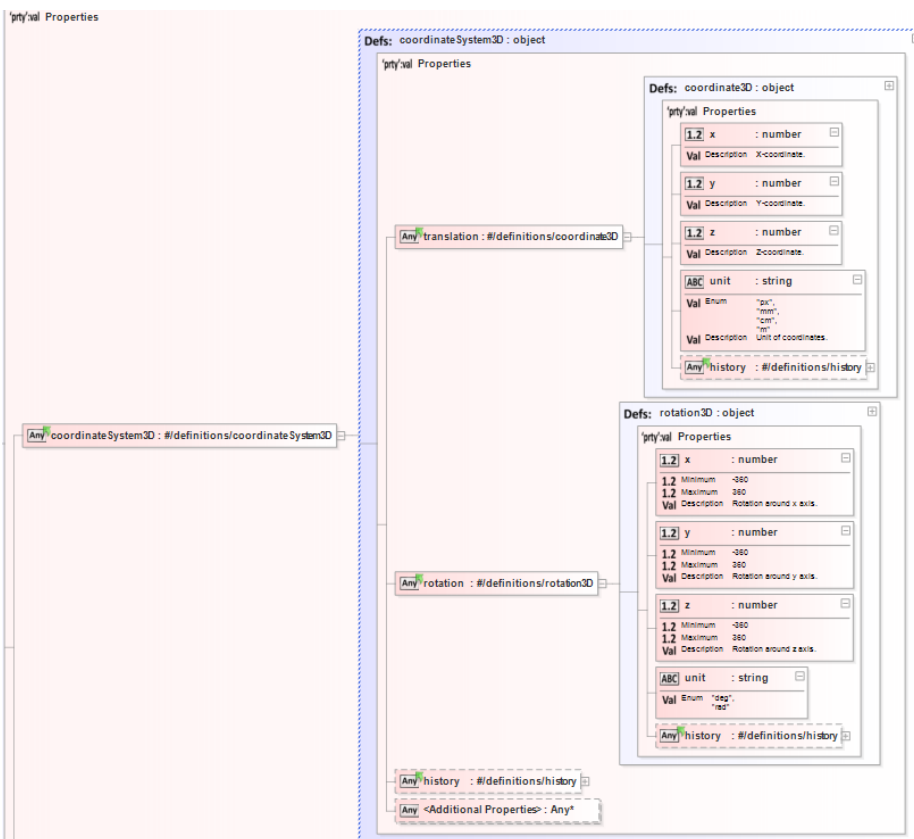 'prty':val Properties
Defs: coordinateSystem3D : object
'prty':val Properties
Defs: coordinate3D : object
'prty':val Properties
1.2 x : number
Val Description X-coordinate.
1.2 y : number
Val Description Y-coordinate.
1.2 z : number
Val Description Z-coordinate.
Any translation : #/definitions/coordinate3D
ABC unit : string
Val Enum "px",
"mm",
"cm",
"m"
Val Description Unit of coordinates.
Any history : #/definitions/history
Any coordinateSystem3D : #/definitions/coordinateSystem3D
Defs: rotation3D : object
'prty':val Properties
1.2 x : number
1.2 Minimum -360
1.2 Maximum 360
Val Description Rotation around x axis.
1.2 y : number
1.2 Minimum -360
1.2 Maximum 360
Val Description Rotation around y axis.
Any rotation : #/definitions/rotation3D
1.2 z : number
1.2 Minimum -360
1.2 Maximum 360
Val Description Rotation around z axis.
ABC unit : string
Val Enum "deg",
"rad"
Any history : #/definitions/history
Any history : #/definitions/history
Any <Additional Properties> : Any*